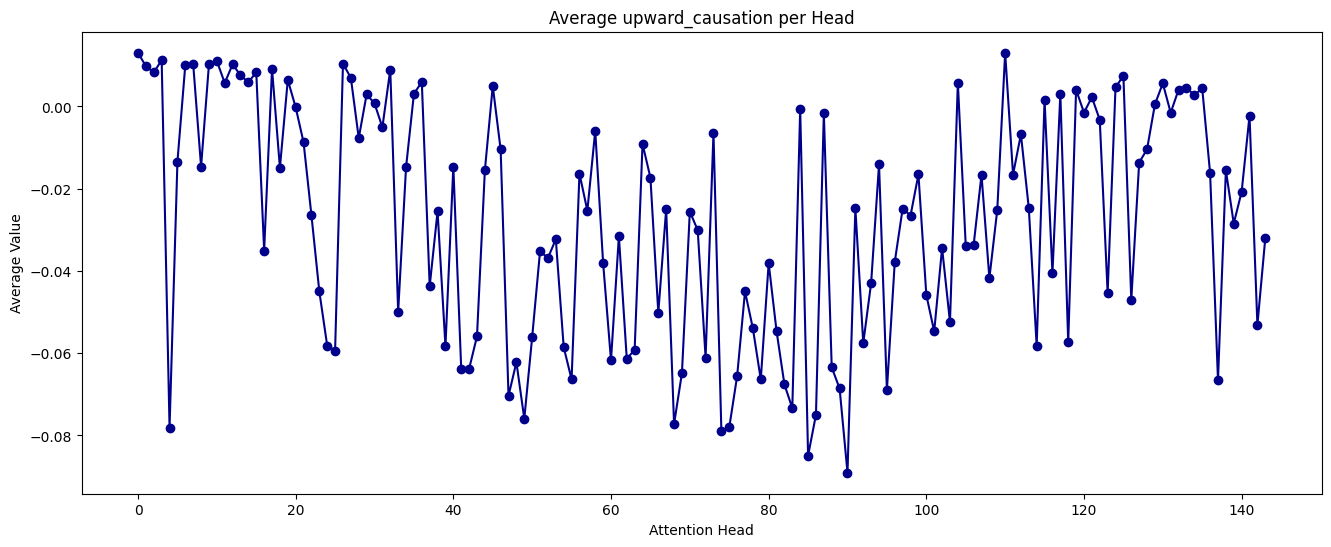 Average upward_causation per Head
Average Value
0.00
−0.02
−0.04
−0.06
−0.08
0 20 40 60 80 100 120 140
Attention Head